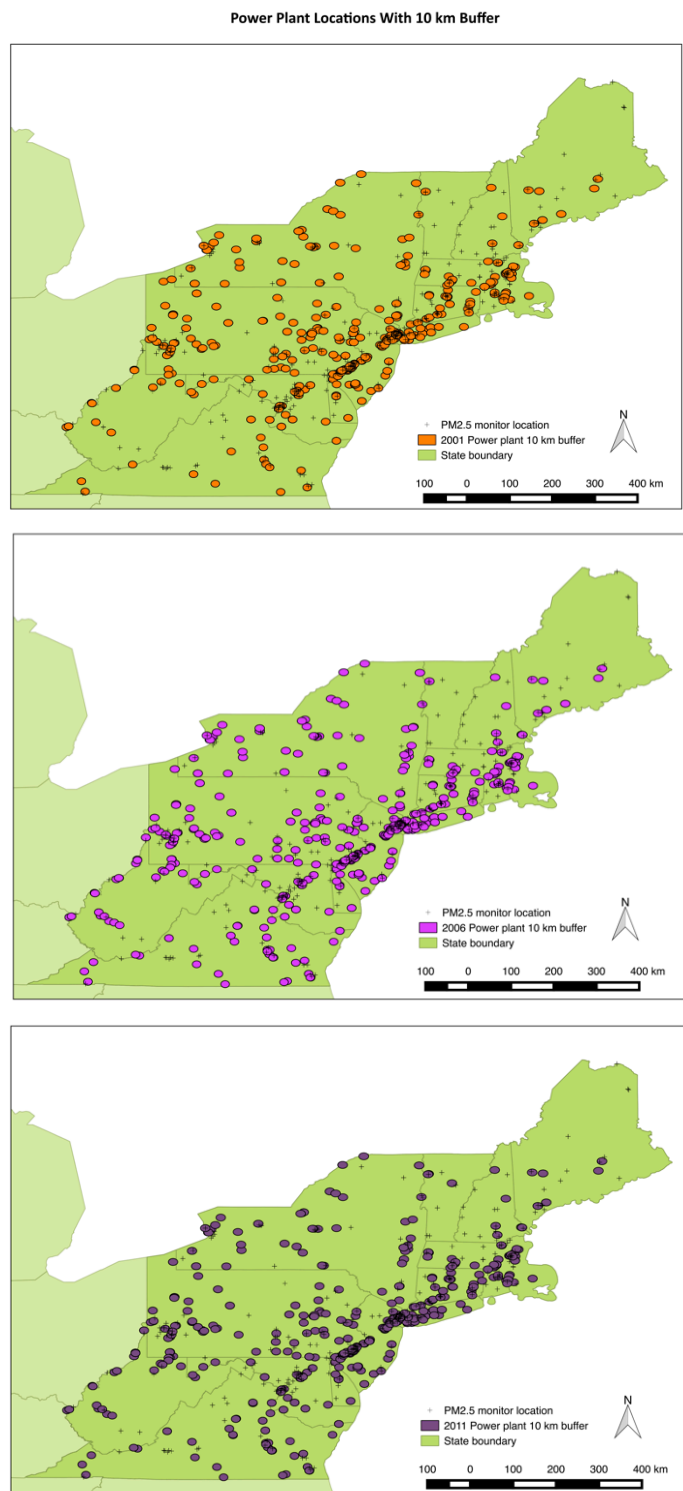 Power Plant Locations With 10 km Buffer
N
PM2.5 monitor location
2001 Power plant 10 km buffer
State boundary
100 0 100 200 300 400 km
N
PM2.5 monitor location
2006 Power plant 10 km buffer
State boundary
100 0 100 200 300 400 km
N
PM2.5 monitor location
2011 Power plant 10 km buffer
State boundary
100 0 100 200 300 400 km